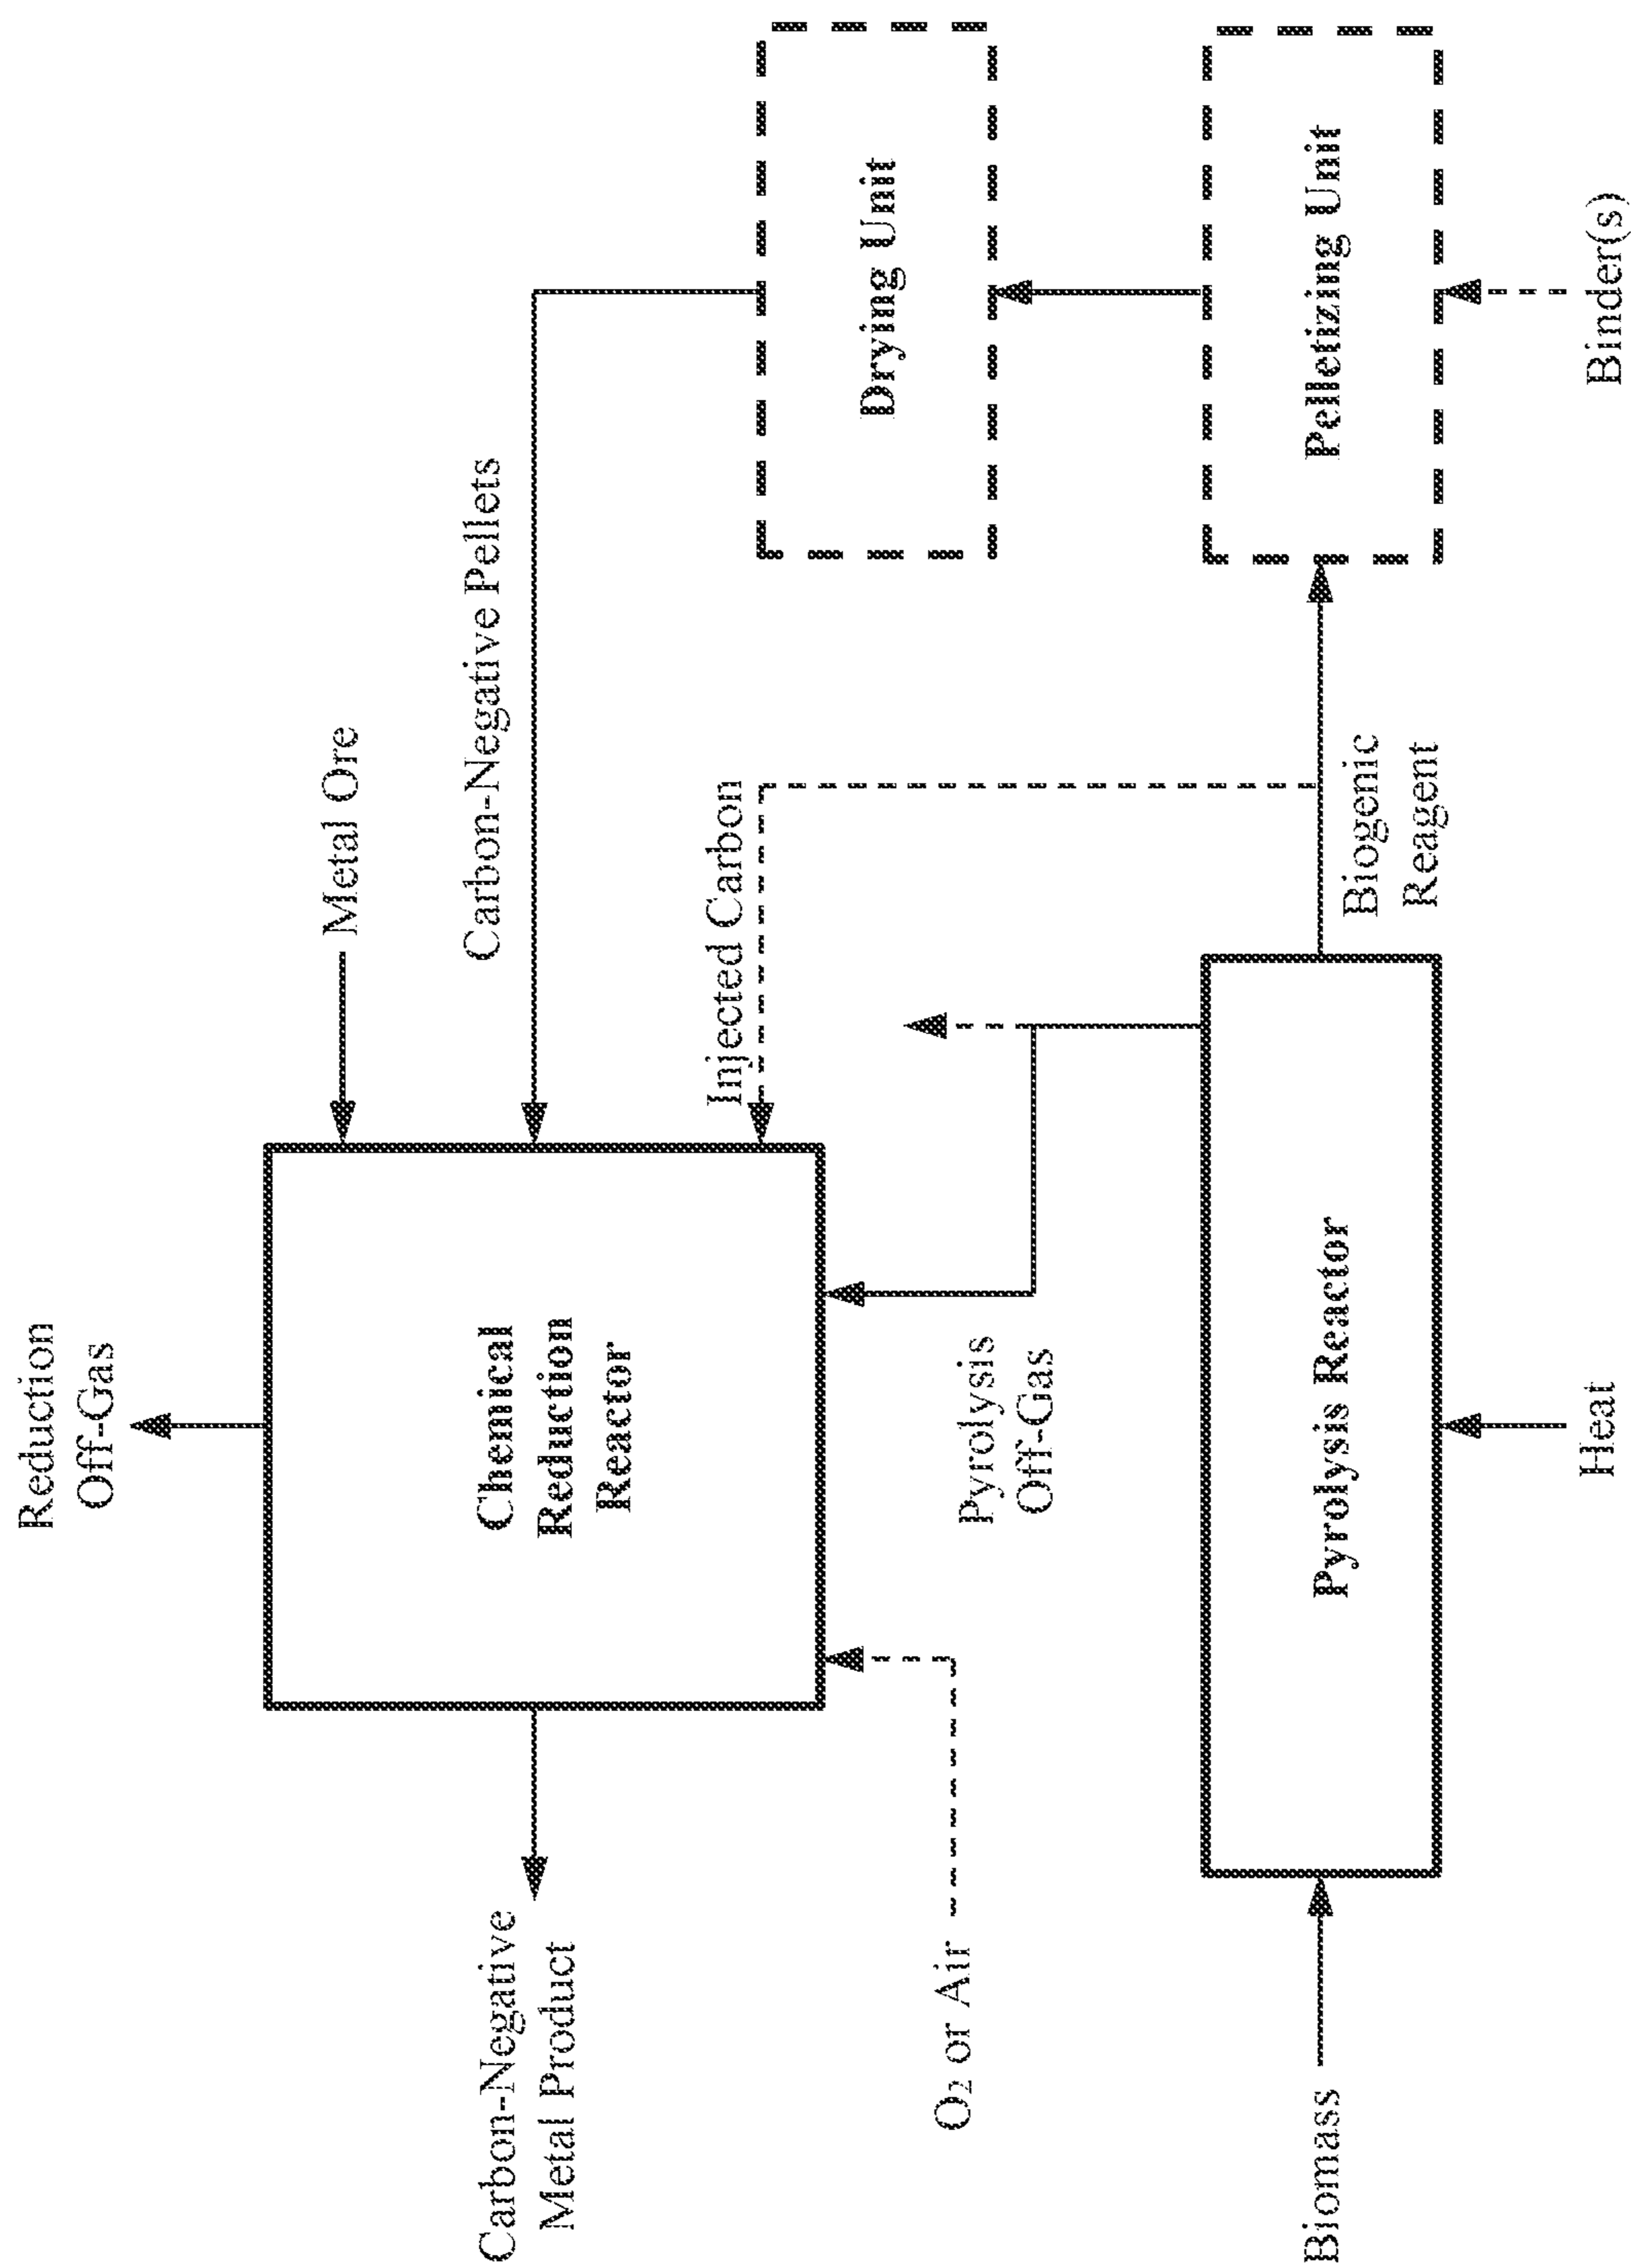 Reduction
Off-Gas
Metal Ore
Carbon-Negative Pellets
Carbon-Negative
Metal Product
Chemical
Reduction
Reactor
Injected Carbon
Drying Unit
O₂ or Air
Pyrolysis
Off-Gas
Biomass
Pyrolysis Reactor
Biogenic
Reagent
Pelletizing Unit
Heat
Binder(s)